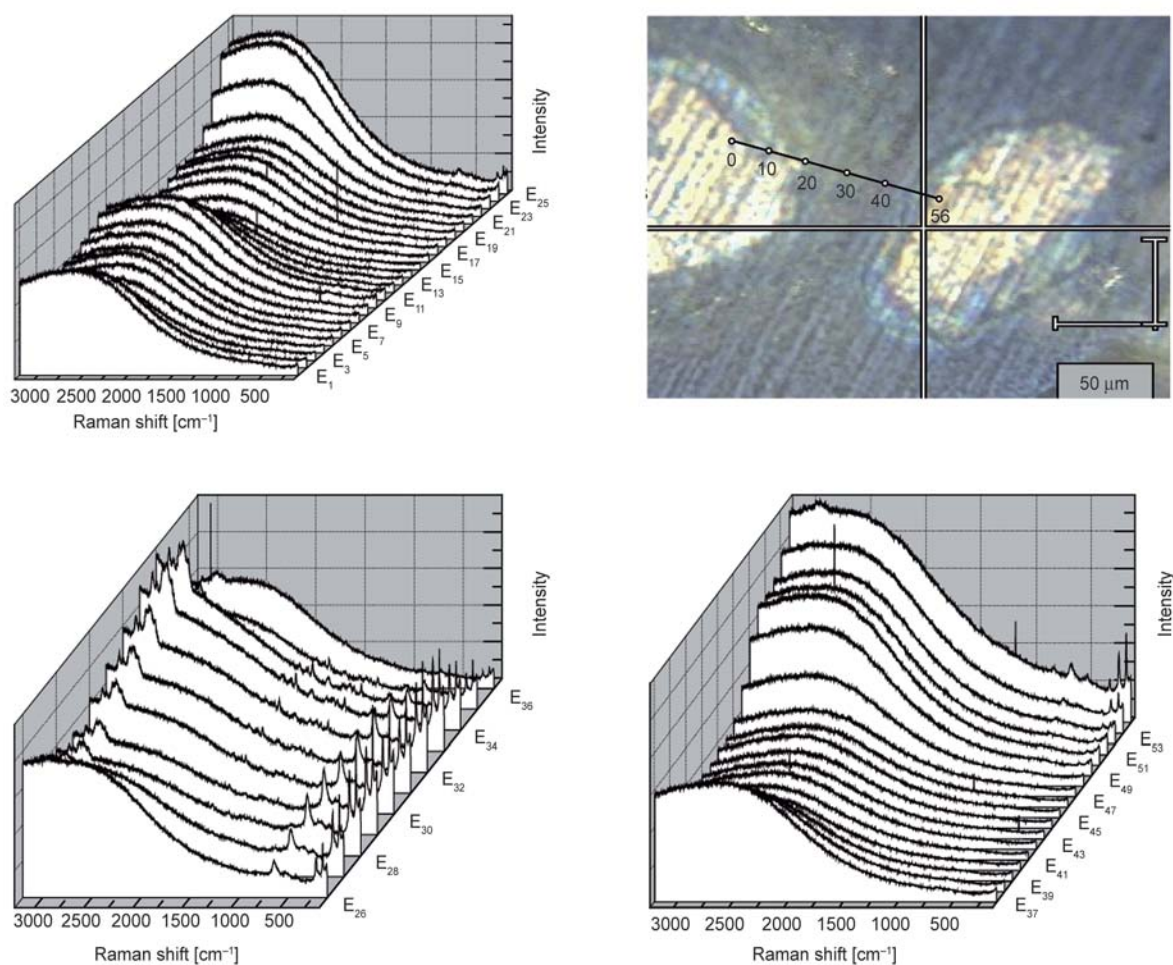 Intensity
E₂₅
E₂₃
E₂₁
E₁₉
E₁₇
E₁₅
E₁₃
E₁₁
E₉
E₇
E₅
E₃
E₁
3000 2500 2000 1500 1000 500
Raman shift [cm⁻¹]
0 10 20 30 40 56
50 μm
Intensity
E₃₆
E₃₄
E₃₂
E₃₀
E₂₈
E₂₆
3000 2500 2000 1500 1000 500
Raman shift [cm⁻¹]
Intensity
E₅₃
E₅₁
E₄₉
E₄₇
E₄₅
E₄₃
E₄₁
E₃₉
E₃₇
3000 2500 2000 1500 1000 500
Raman shift [cm⁻¹]